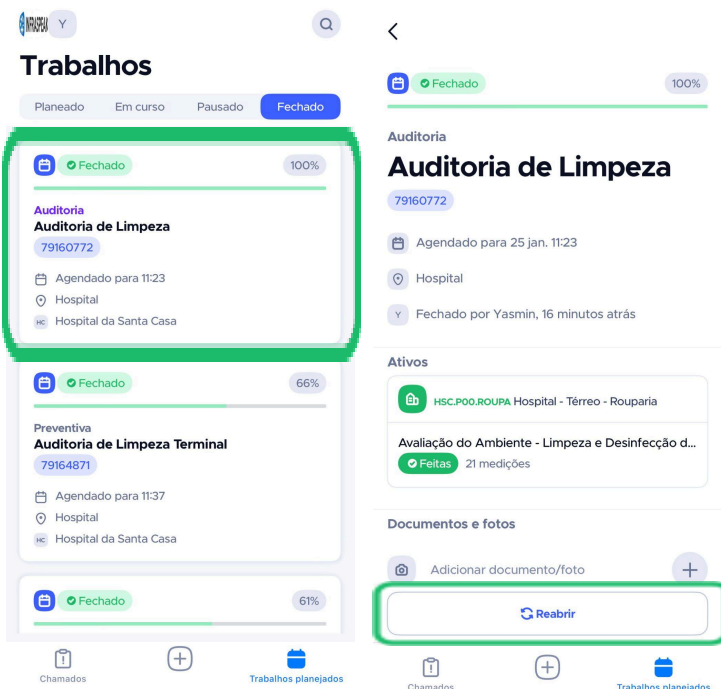 INFRASPEAK
Y
Trabalhos
Planeado Em curso Pausado Fechado
Fechado 100%
Auditoria
Auditoria de Limpeza
79160772
Agendado para 11:23
Hospital
HC Hospital da Santa Casa
Fechado 66%
Preventiva
Auditoria de Limpeza Terminal
79164871
Agendado para 11:37
Hospital
HC Hospital da Santa Casa
Fechado 61%
Chamados
Trabalhos planejados
Fechado 100%
Auditoria
Auditoria de Limpeza
79160772
Agendado para 25 jan. 11:23
Hospital
Y Fechado por Yasmin, 16 minutos atrás
Ativos
HSC.P00.ROUPA Hospital - Térreo - Rouparia
Avaliação do Ambiente - Limpeza e Desinfecção d...
Feitas 21 medições
Documentos e fotos
Adicionar documento/foto
Reabrir
Chamados
Trabalhos planejados